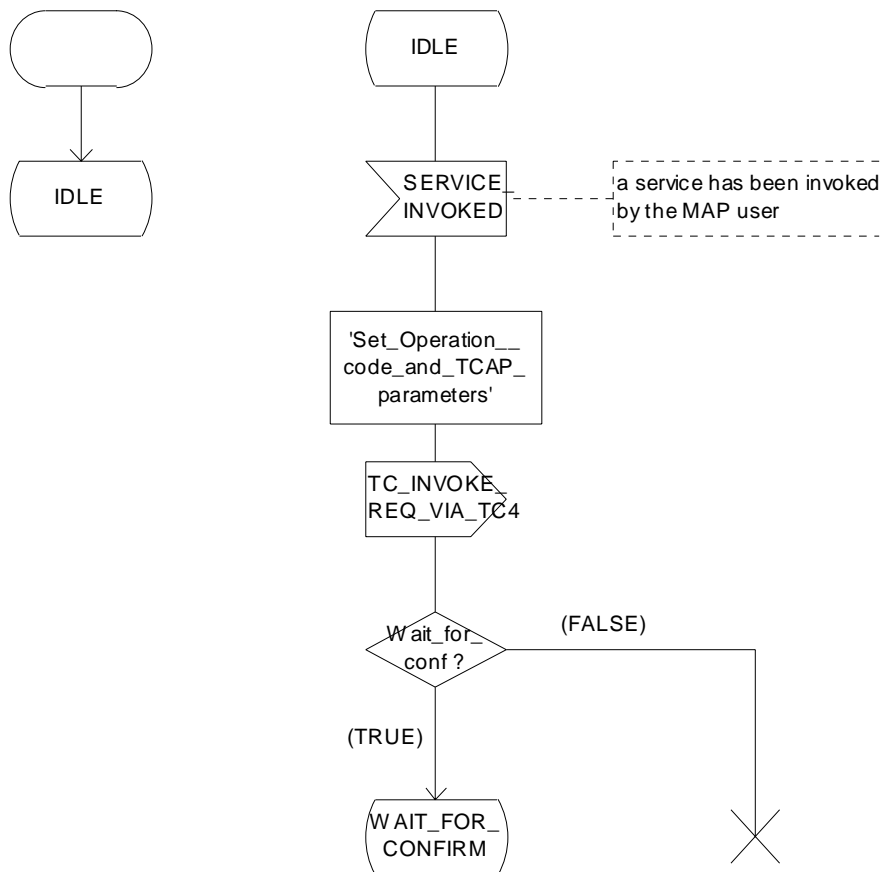 IDLE
IDLE
SERVICE_
INVOKED
a service has been invoked
by the MAP user
'Set_Operation__
code_and_TCAP_
parameters'
TC_INVOKE_
REQ_VIA_TC4
Wait_for_
conf ?
(FALSE)
(TRUE)
WAIT_FOR_
CONFIRM